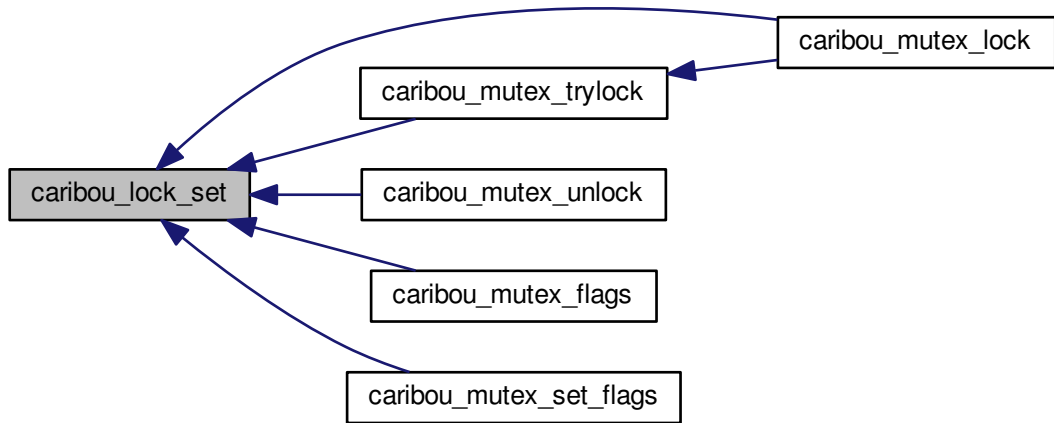 caribou_mutex_lock
caribou_mutex_trylock
caribou_lock_set
caribou_mutex_unlock
caribou_mutex_flags
caribou_mutex_set_flags